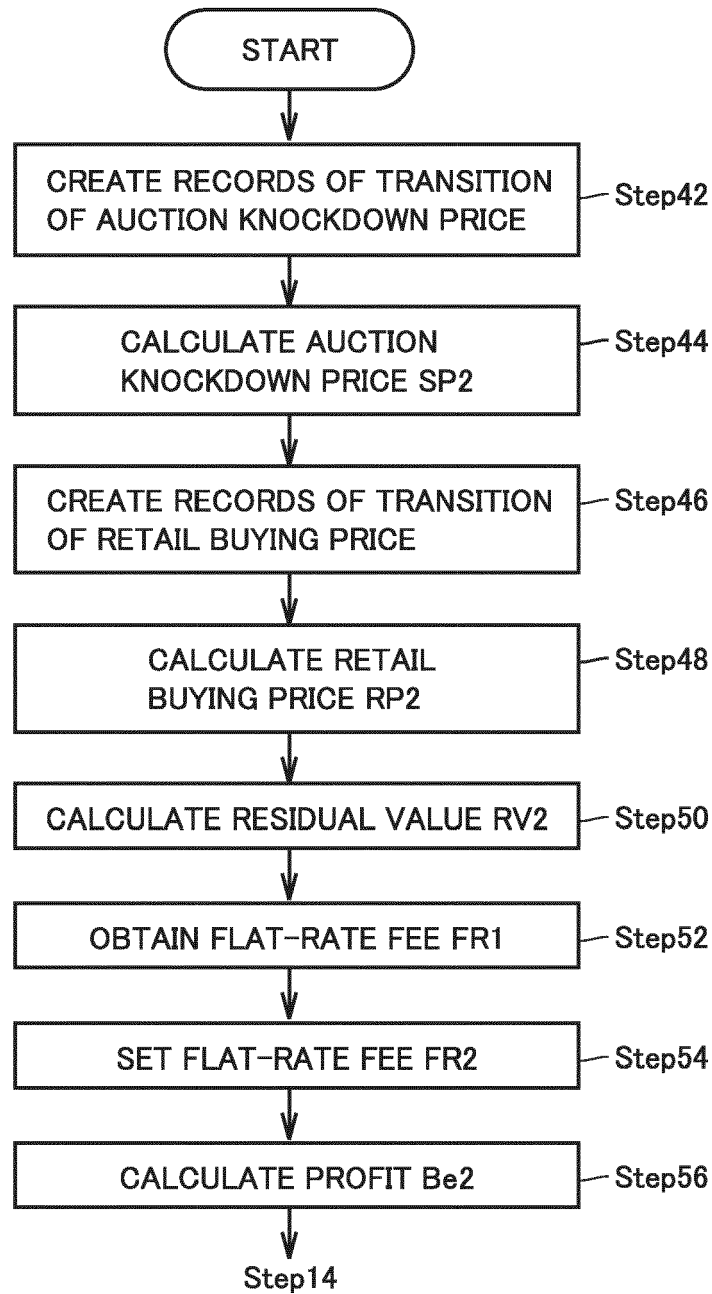 START
CREATE RECORDS OF TRANSITION
OF AUCTION KNOCKDOWN PRICE
Step42
CALCULATE AUCTION
KNOCKDOWN PRICE SP2
Step44
CREATE RECORDS OF TRANSITION
OF RETAIL BUYING PRICE
Step46
CALCULATE RETAIL
BUYING PRICE RP2
Step48
CALCULATE RESIDUAL VALUE RV2
Step50
OBTAIN FLAT-RATE FEE FR1
Step52
SET FLAT-RATE FEE FR2
Step54
CALCULATE PROFIT Be2
Step56
Step14